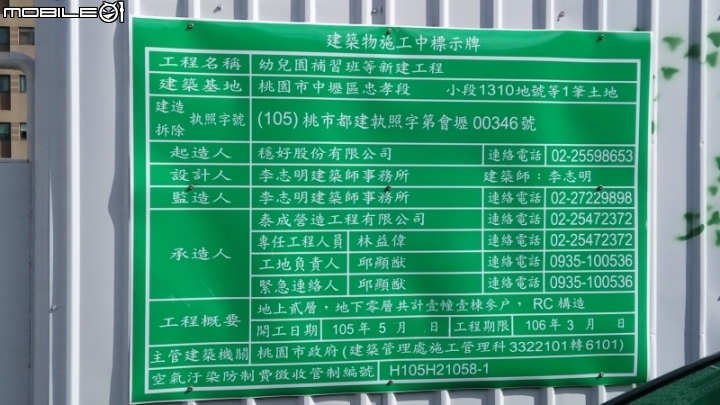 MOBILE01
建築物施工中標示牌
工程名稱 幼兒園補習班等新建工程
建築基地 桃園市中壢區忠孝段 小段1310地號等1筆土地
建造
拆除 執照字號 (105)桃市都建執照字第會壢00346號
起造人 穩好股份有限公司 連絡電話 02-25598653
設計人 李志明建築師事務所 建築師：李志明
監造人 李志明建築師事務所 連絡電話 02-27229898
承造人 泰成營造工程有限公司 連絡電話 02-25472372
專任工程人員 林益偉 連絡電話 02-25472372
工地負責人 邱顯猷 連絡電話 0935-100536
緊急連絡人 邱顯猷 連絡電話 0935-100536
工程概要 地上貳層，地下零層共計壹幢壹棟參戶， RC構造
開工日期 105年5月 日 工程期限 106年3月 日
主管建築機關 桃園市政府(建築管理處施工管理科3322101轉6101)
空氣汙染防制費徵收管制編號 H105H21058-1